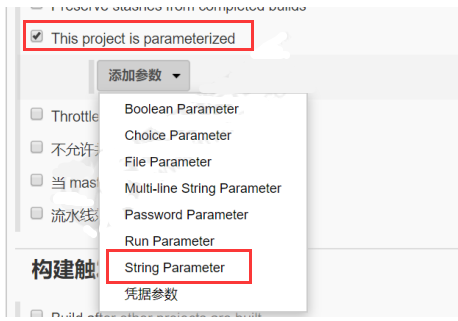 Preserve stashes from completed builds
This project is parameterized
添加参数
Boolean Parameter
Throttle
Choice Parameter
不允许
File Parameter
当 mas
Multi-line String Parameter
流水线
Password Parameter
Run Parameter
构建触
String Parameter
凭据参数
Build after other projects are built